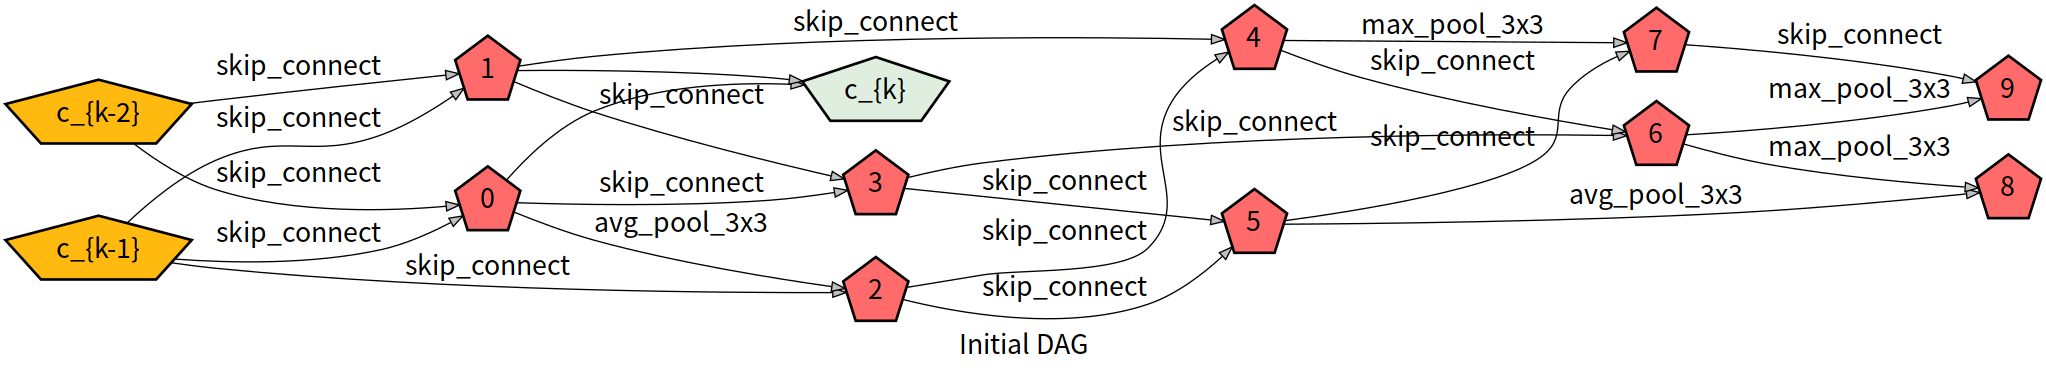 c_{k-2}
c_{k-1}
skip_connect
skip_connect
skip_connect
skip_connect
skip_connect
1
0
skip_connect
skip_connect
skip_connect
avg_pool_3x3
c_{k}
3
2
skip_connect
skip_connect
skip_connect
skip_connect
4
5
max_pool_3x3
skip_connect
skip_connect
avg_pool_3x3
7
6
skip_connect
max_pool_3x3
max_pool_3x3
9
8
Initial DAG